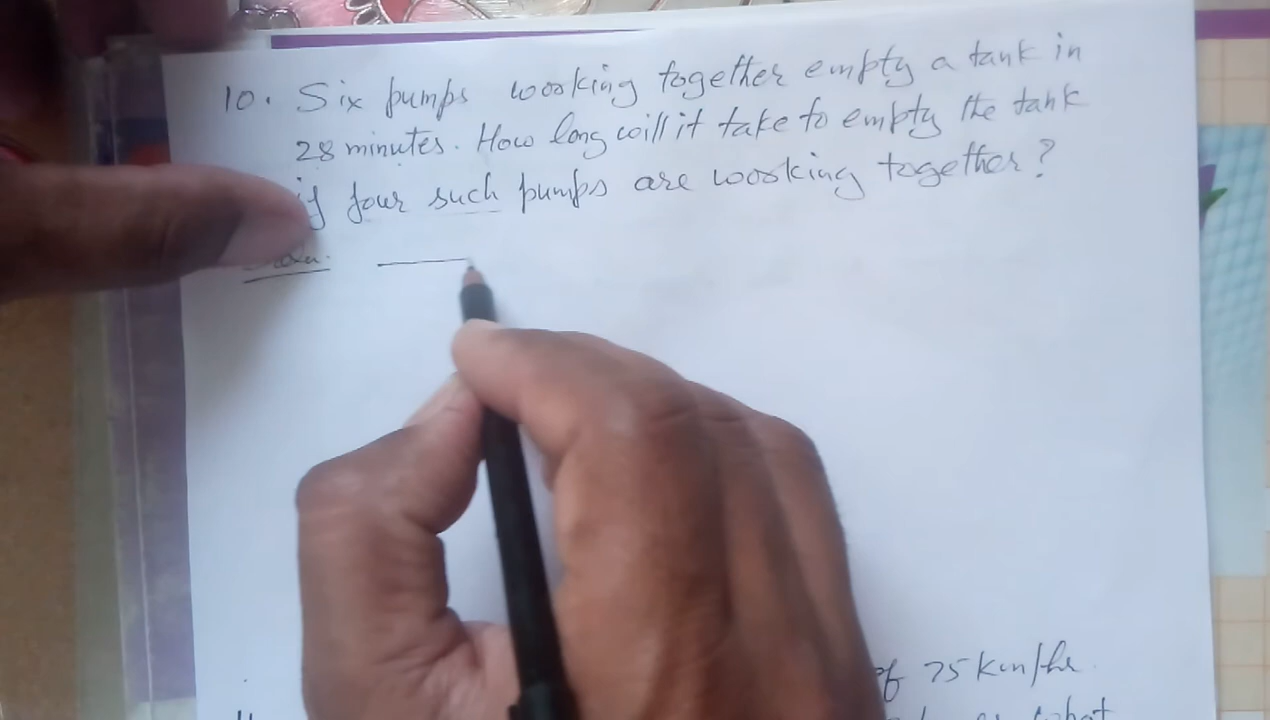 10. Six pumps working together empty a tank in
28 minutes. How long will it take to empty the tank
if four such pumps are working together?
of 75 km/hr.
what